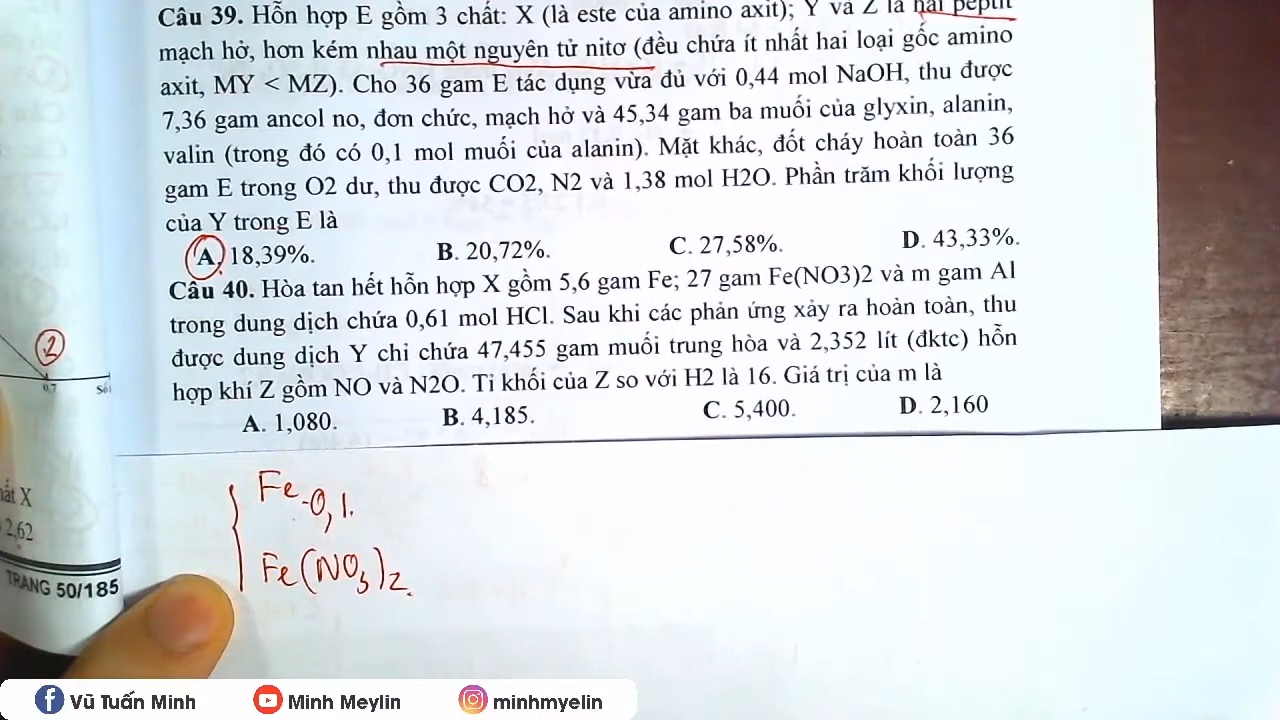 Câu 39. Hỗn hợp E gồm 3 chất: X (là este của amino axit); Y và Z là hai peptit
mạch hở, hơn kém nhau một nguyên tử nitơ (đều chứa ít nhất hai loại gốc amino
axit, MY < MZ). Cho 36 gam E tác dụng vừa đủ với 0,44 mol NaOH, thu được
7,36 gam ancol no, đơn chức, mạch hở và 45,34 gam ba muối của glyxin, alanin,
valin (trong đó có 0,1 mol muối của alanin). Mặt khác, đốt cháy hoàn toàn 36
gam E trong O2 dư, thu được CO2, N2 và 1,38 mol H2O. Phần trăm khối lượng
của Y trong E là
A. 18,39%. B. 20,72%. C. 27,58%. D. 43,33%.
Câu 40. Hòa tan hết hỗn hợp X gồm 5,6 gam Fe; 27 gam Fe(NO3)2 và m gam Al
trong dung dịch chứa 0,61 mol HCl. Sau khi các phản ứng xảy ra hoàn toàn, thu
được dung dịch Y chỉ chứa 47,455 gam muối trung hòa và 2,352 lít (đktc) hỗn
hợp khí Z gồm NO và N2O. Tỉ khối của Z so với H2 là 16. Giá trị của m là
A. 1,080. B. 4,185. C. 5,400. D. 2,160
2
0.7
Fe - 0,1.
Fe(NO3)2.
X
2,62
TRANG 50/185
Vũ Tuấn Minh Minh Meylin minhmyelin